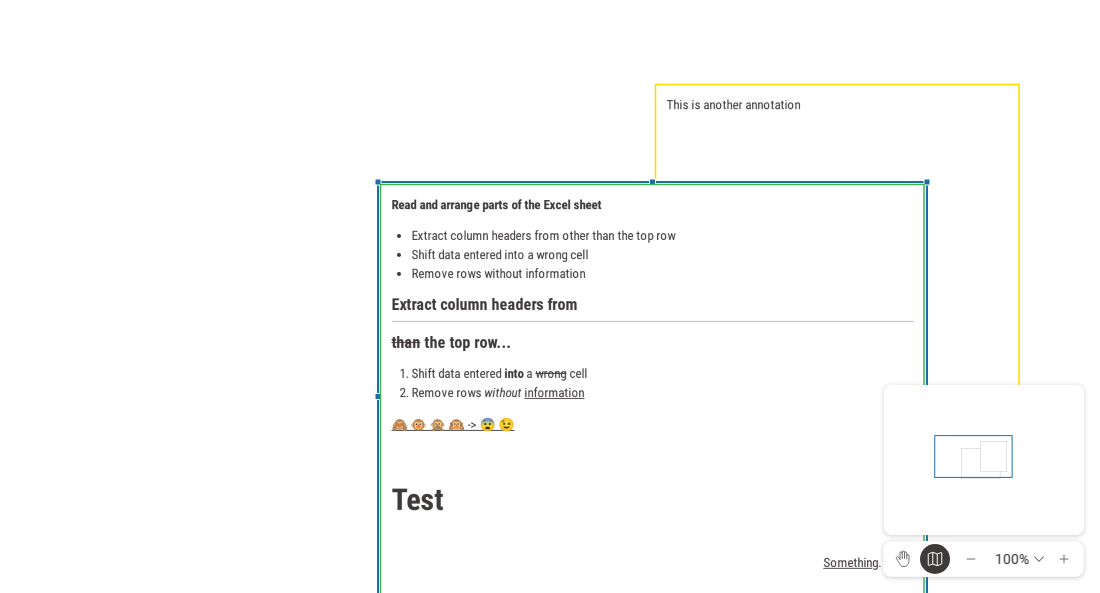 This is another annotation
Read and arrange parts of the Excel sheet
• Extract column headers from other than the top row
• Shift data entered into a wrong cell
• Remove rows without information
Extract column headers from
than the top row...
1. Shift data entered into a wrong cell
2. Remove rows without information
🙈 🐵 🙊 🙉 -> 😰 😉
Test
Something.
100%